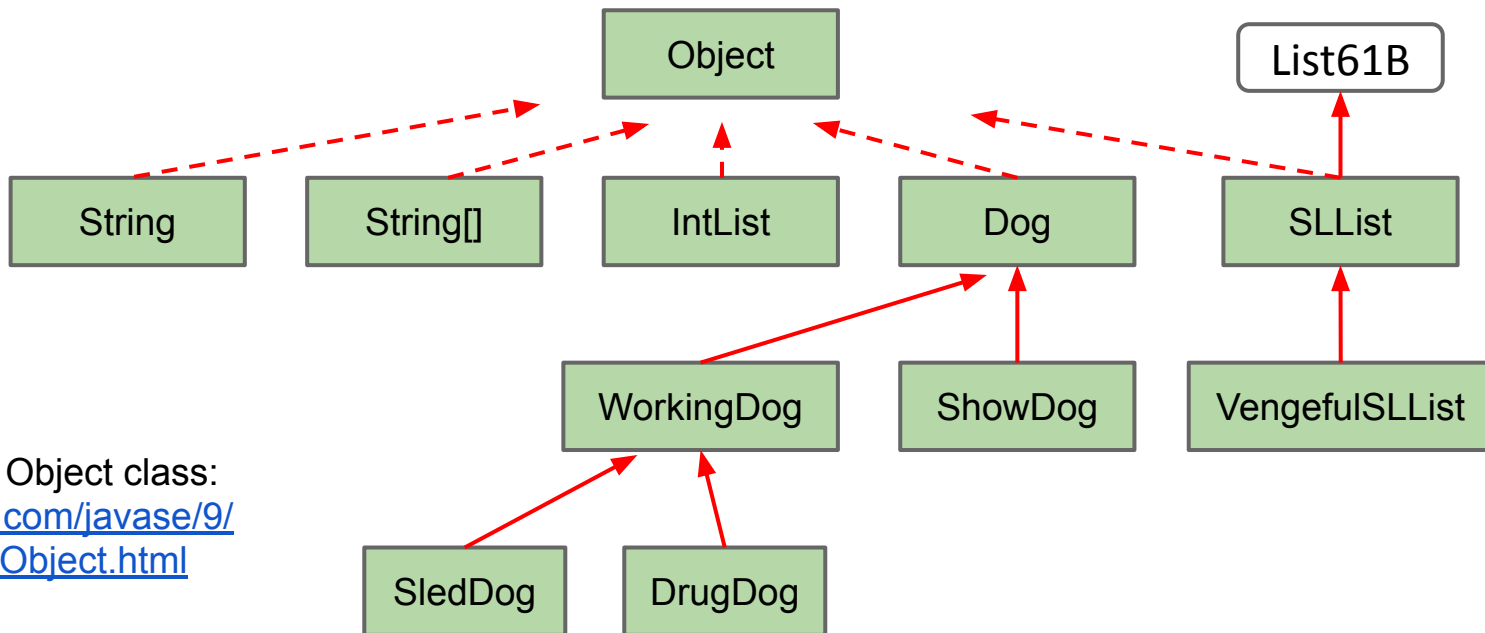 Object
List61B
String
String[]
IntList
Dog
SLList
WorkingDog
ShowDog
VengefulSLList
Object class:
com/javase/9/
Object.html
SledDog
DrugDog